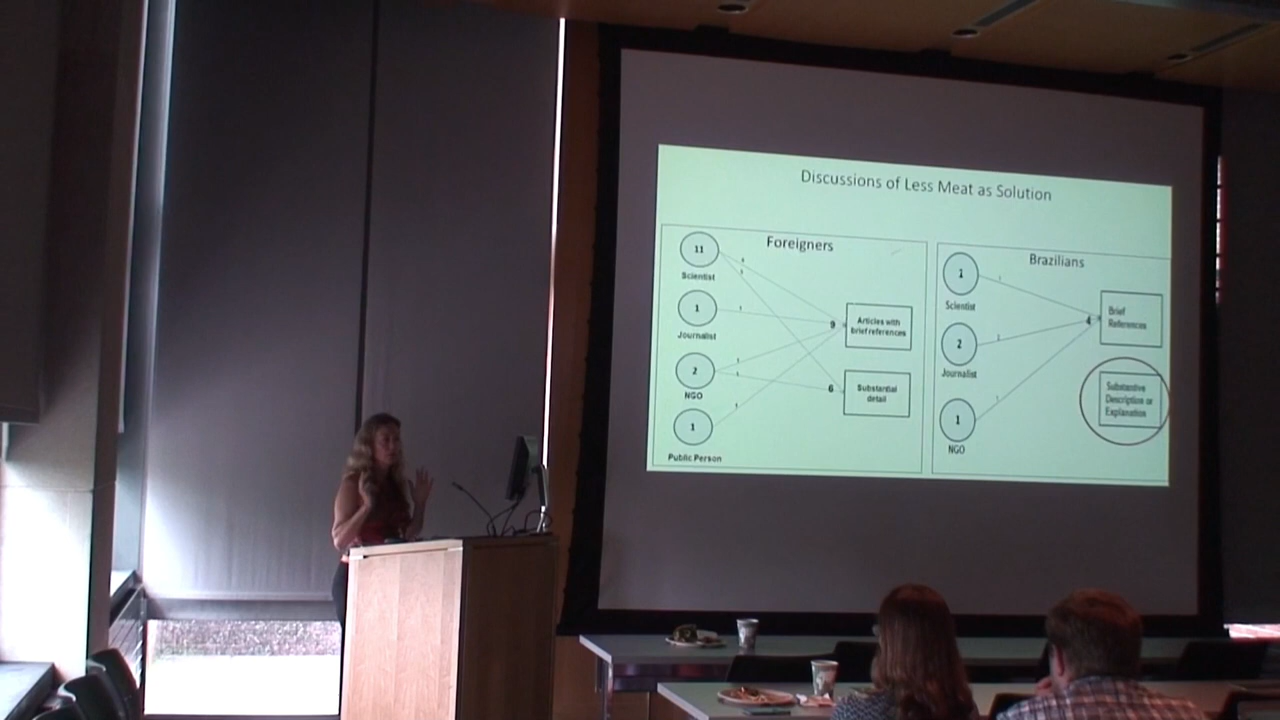 Discussions of Less Meat as Solution
Foreigners
11
Scientist
1
Journalist
2
NGO
1
Public Person
9
Articles with
brief references
6
Substantial
detail
Brazilians
1
Scientist
2
Journalist
1
NGO
4
Brief
References
Substantive
Description or
Explanation